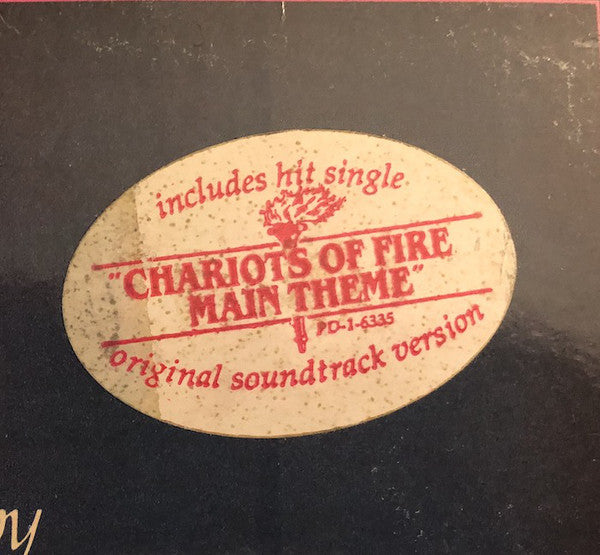 includes hit single
"CHARIOTS OF FIRE
MAIN THEME"
PD-1-6335
original soundtrack version